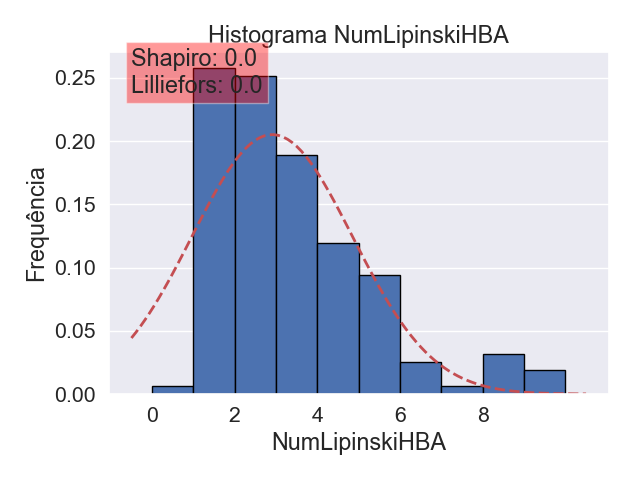 Histograma NumLipinskiHBA
Shapiro: 0.0
Lilliefors: 0.0
Frequência
0.25
0.20
0.15
0.10
0.05
0.00
0 2 4 6 8
NumLipinskiHBA